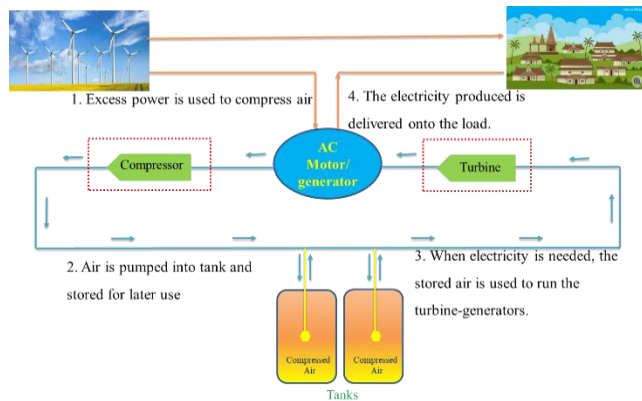 1. Excess power is used to compress air
4. The electricity produced is
delivered onto the load.
Compressor
AC
Motor/
generator
Turbine
2. Air is pumped into tank and
stored for later use
3. When electricity is needed, the
stored air is used to run the
turbine-generators.
Compressed
Air
Compressed
Air
Tanks